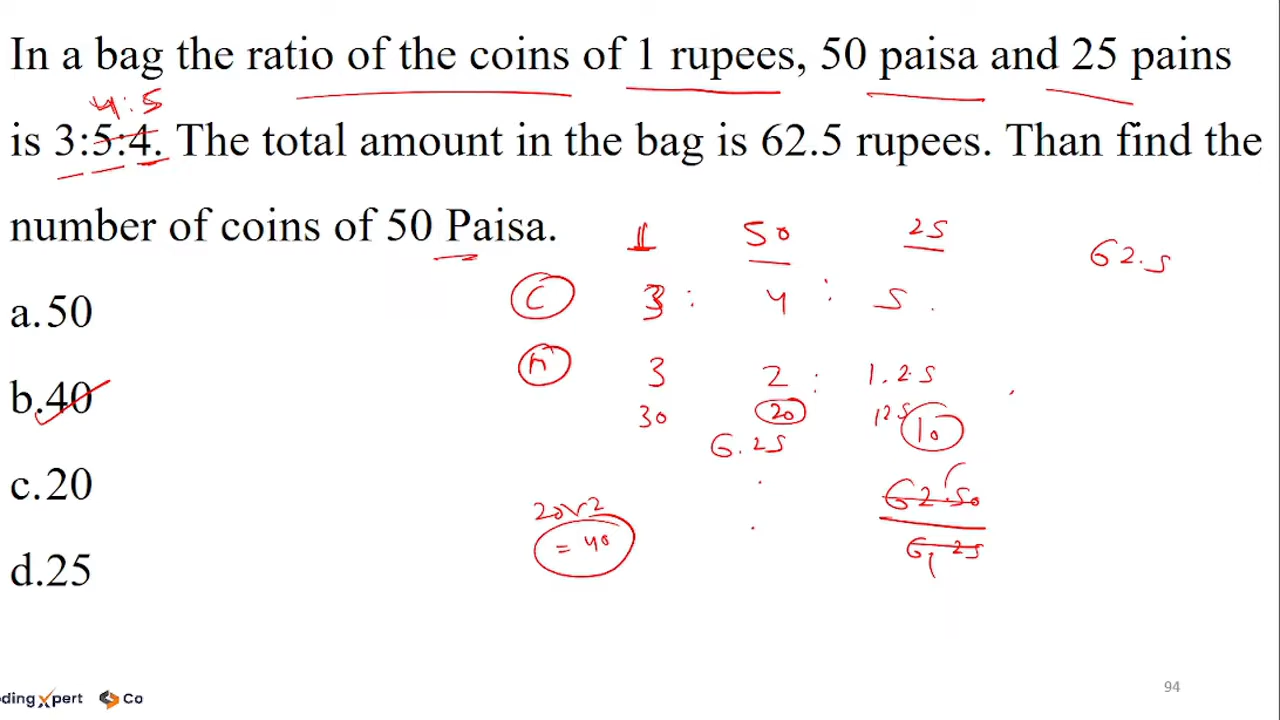 In a bag the ratio of the coins of 1 rupees, 50 paisa and 25 pains
4:5
is 3:5:4. The total amount in the bag is 62.5 rupees. Than find the
number of coins of 50 Paisa.
1 50 25
62.5
a.50
C 3 : 4 : 5
A 3 2 : 1.25
b.40
30 20 125 10
6.25
c.20
62.50
6.25
20×2
= 40
d.25
ding Xpert Co
94